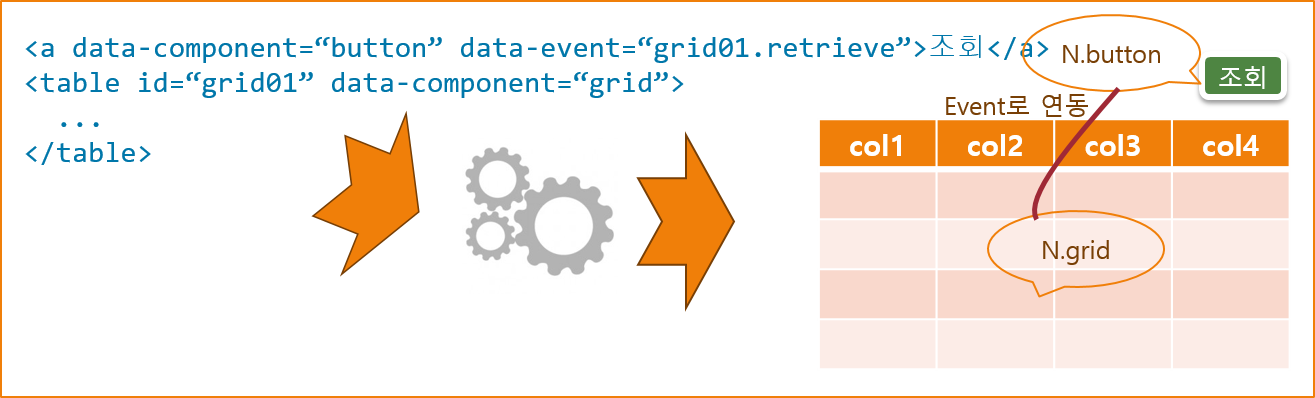 <a data-component=“button” data-event=“grid01.retrieve”>조회</a>
<table id=“grid01” data-component=“grid”>
...
</table>
N.button
조회
Event로 연동
col1 col2 col3 col4
N.grid